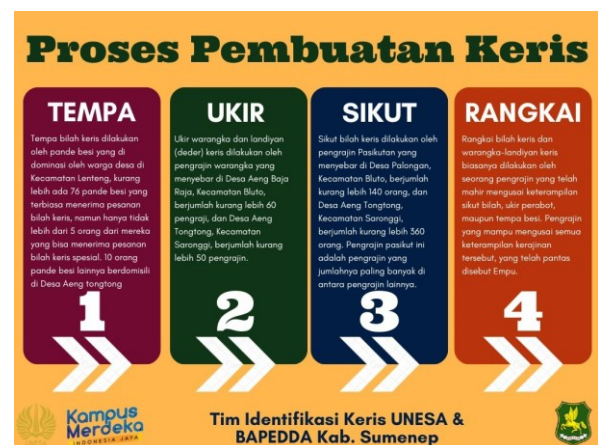 Proses Pembuatan Keris
TEMPA
Tempa bilah keris dilakukan
oleh pande besi yang di
dominasi oleh warga desa di
Kecamatan Lenteng, kurang
lebih ada 76 pande besi yang
terbiasa menerima pesanan
bilah keris, namun hanya tidak
lebih dari 5 orang dari mereka
yang bisa menerima pesanan
bilah keris spesial. 10 orang
pande besi lainnya berdomisili
di Desa Aeng tongtong
1
UKIR
Ukir warangka dan landiyan
(deder) keris dilakukan oleh
pengrajin warangka yang
menyebar di Desa Aeng Baja
Raja, Kecamatan Bluto,
berjumlah kurang lebih 60
pengraji, dan Desa Aeng
Tongtong, Kecamatan
Saronggi, berjumlah kurang
lebih 50 pengrajin.
2
SIKUT
Sikut bilah keris dilakukan oleh
pengrajin Pasikutan yang
menyebar di Desa Palongan,
Kecamatan Bluto, berjumlah
kurang lebih 140 orang, dan
Desa Aeng Tongtong,
Kecamatan Saronggi,
berjumlah kurang lebih 360
orang. Pengrajin pasikut ini
adalah pengrajin yang
jumlahnya paling banyak di
antara pengrajin lainnya.
3
RANGKAI
Rangkai bilah keris dan
warangka-landiyan keris
biasanya dilakukan oleh
seorang pengrajin yang telah
mahir mengusai keterampilan
sikut bilah, ukir perabot,
maupun tempa besi. Pengrajin
yang mampu mengusai semua
keterampilan kerajinan
tersebut, yang telah pantas
disebut Empu.
4
Kampus
Merdeka
INDONESIA JAYA
Tim Identifikasi Keris UNESA &
BAPEDDA Kab. Sumenep